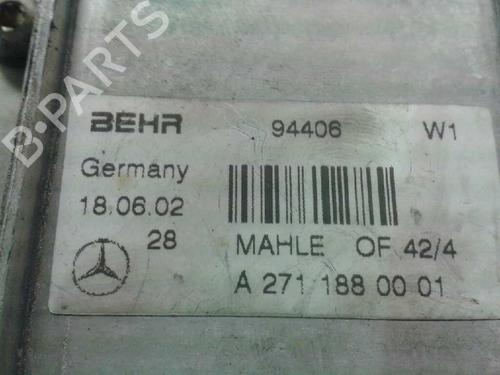 B-PARTS
BEHR 94406 W1
Germany
18.06.02
28 MAHLE OF 42/4
A 271 188 00 01